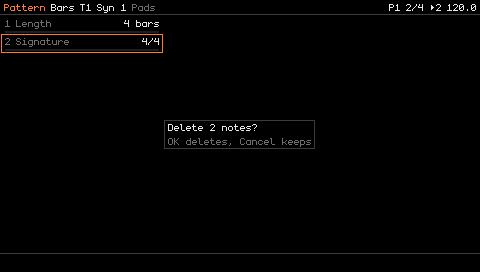 Pattern Bars T1 Syn 1 Pads P1 2/4 ▸2 120.0
1 Length 4 bars
2 Signature 4/4
Delete 2 notes?
OK deletes, Cancel keeps